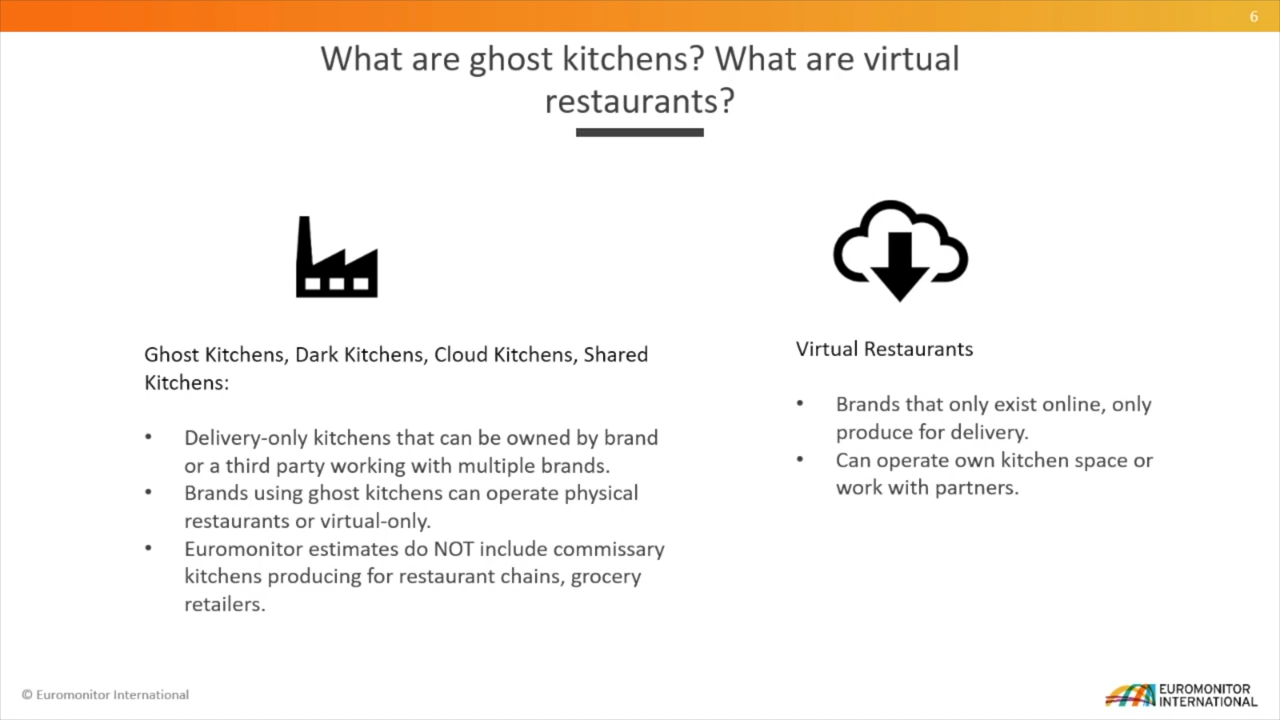 6
What are ghost kitchens? What are virtual
restaurants?
Ghost Kitchens, Dark Kitchens, Cloud Kitchens, Shared
Kitchens:
• Delivery-only kitchens that can be owned by brand
or a third party working with multiple brands.
• Brands using ghost kitchens can operate physical
restaurants or virtual-only.
• Euromonitor estimates do NOT include commissary
kitchens producing for restaurant chains, grocery
retailers.
Virtual Restaurants
• Brands that only exist online, only
produce for delivery.
• Can operate own kitchen space or
work with partners.
© Euromonitor International
EUROMONITOR
INTERNATIONAL